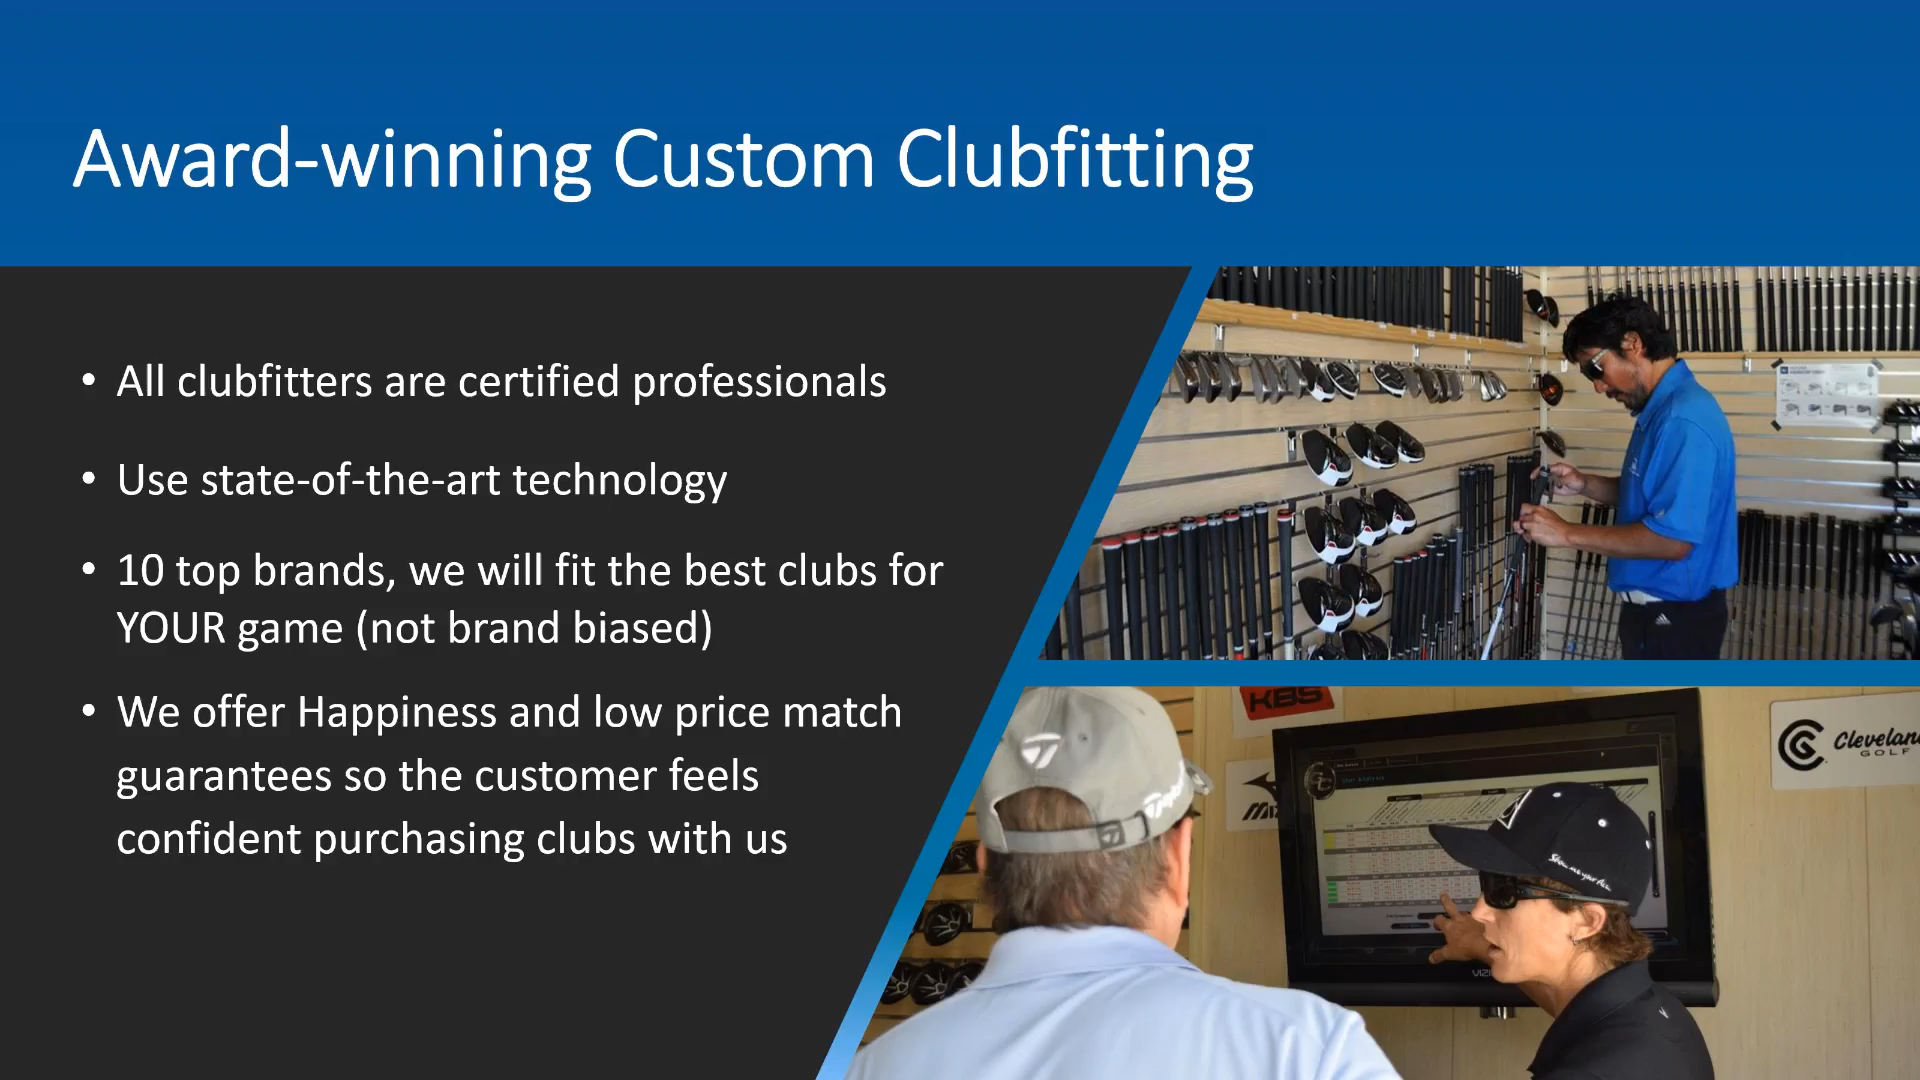 Award-winning Custom Clubfitting
• All clubfitters are certified professionals
• Use state-of-the-art technology
• 10 top brands, we will fit the best clubs for
YOUR game (not brand biased)
• We offer Happiness and low price match
guarantees so the customer feels
confident purchasing clubs with us
KBS
Cleveland
GOLF